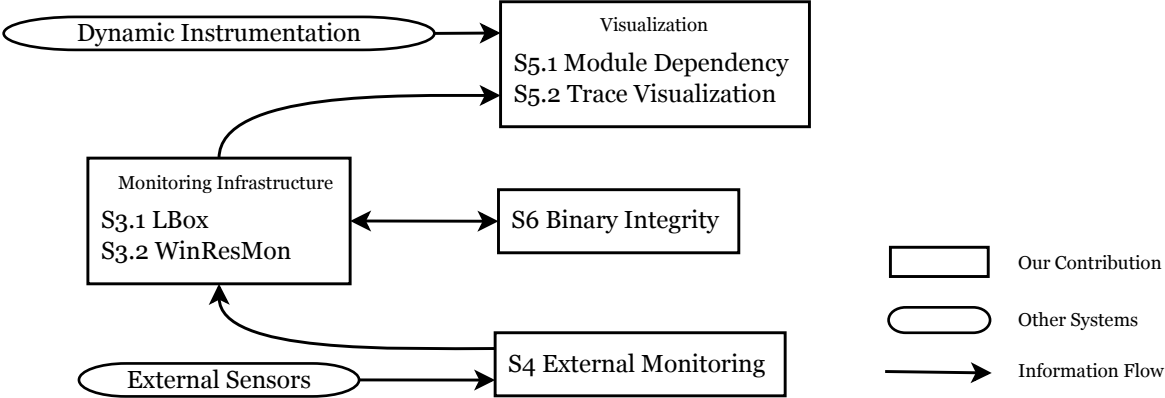 Dynamic Instrumentation
Visualization
S5.1 Module Dependency
S5.2 Trace Visualization
Monitoring Infrastructure
S3.1 LBox
S3.2 WinResMon
S6 Binary Integrity
S4 External Monitoring
External Sensors
Our Contribution
Other Systems
Information Flow